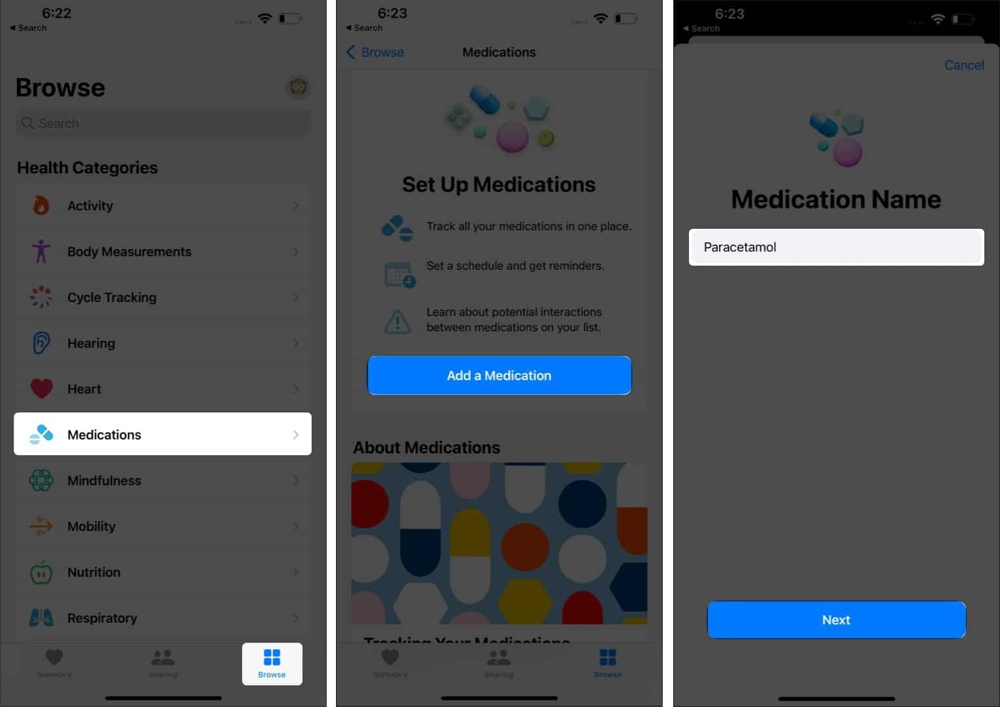 6:22
◀ Search
Browse
Search
Health Categories
Activity
Body Measurements
Cycle Tracking
Hearing
Heart
Medications
Mindfulness
Mobility
Nutrition
Respiratory
Summary
Sharing
Browse
6:23
◀ Search
Browse
Medications
Set Up Medications
Track all your medications in one place.
Set a schedule and get reminders.
Learn about potential interactions
between medications on your list.
Add a Medication
About Medications
Tracking Your Medications
Summary
Sharing
Browse
6:23
◀ Search
Cancel
Medication Name
Paracetamol
Next